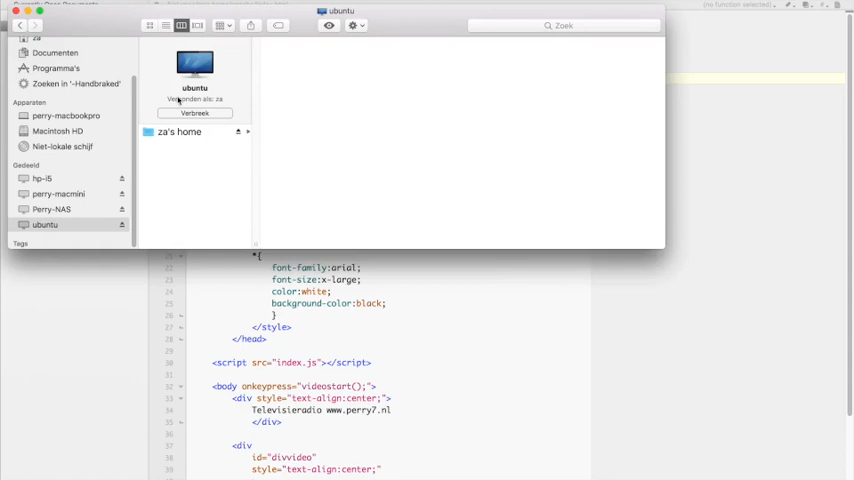 (no function selected)
ubuntu
Zoek
za
Documenten
Programma's
Zoeken in '-Handbraked'
Apparaten
perry-macbookpro
Macintosh HD
Niet-lokale schijf
Gedeeld
hp-i5
perry-macmini
Perry-NAS
ubuntu
Tags
ubuntu
Verbonden als: za
Verbreek
za's home
21 *{
22 font-family:arial;
23 font-size:x-large;
24 color:white;
25 background-color:black;
26 }
27 </style>
28 </head>
29
30 <script src="index.js"></script>
31
32 <body onkeypress="videostart();">
33 <div style="text-align:center;">
34 Televisieradio www.perry7.nl
35 </div>
36
37 <div
38 id="divvideo"
39 style="text-align:center;"